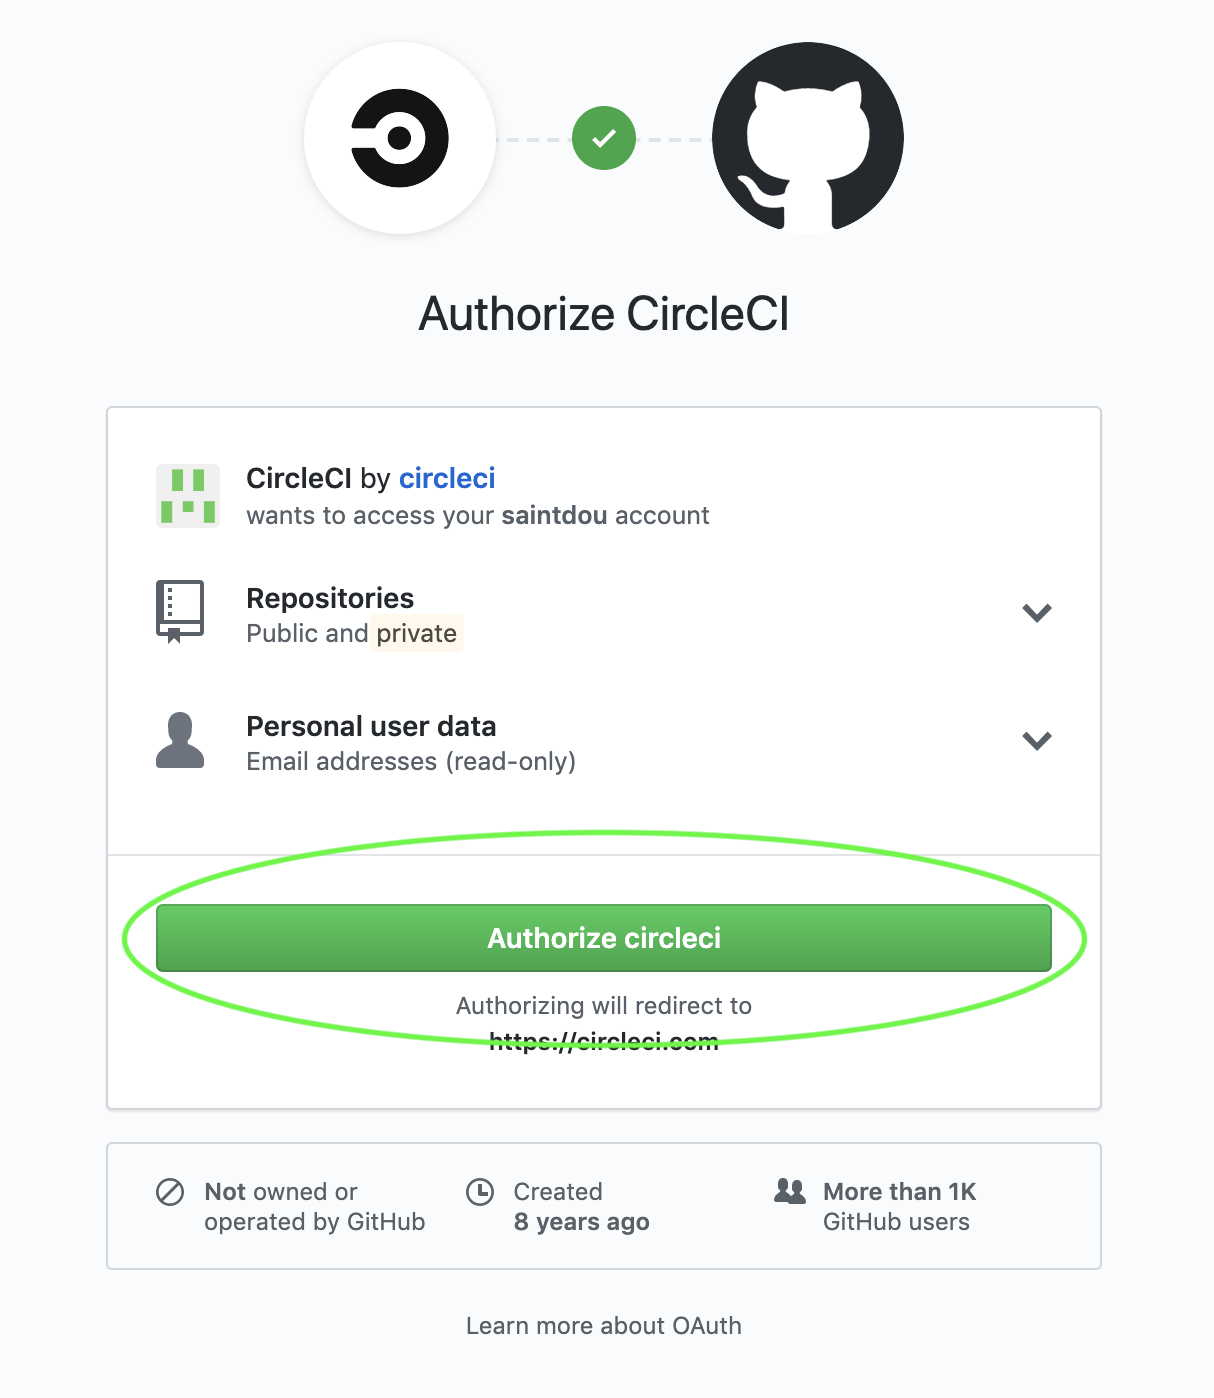 Authorize CircleCI
CircleCI by circleci
wants to access your saintdou account
Repositories
Public and private
Personal user data
Email addresses (read-only)
Authorize circleci
Authorizing will redirect to
https://circleci.com
Not owned or
operated by GitHub
Created
8 years ago
More than 1K
GitHub users
Learn more about OAuth